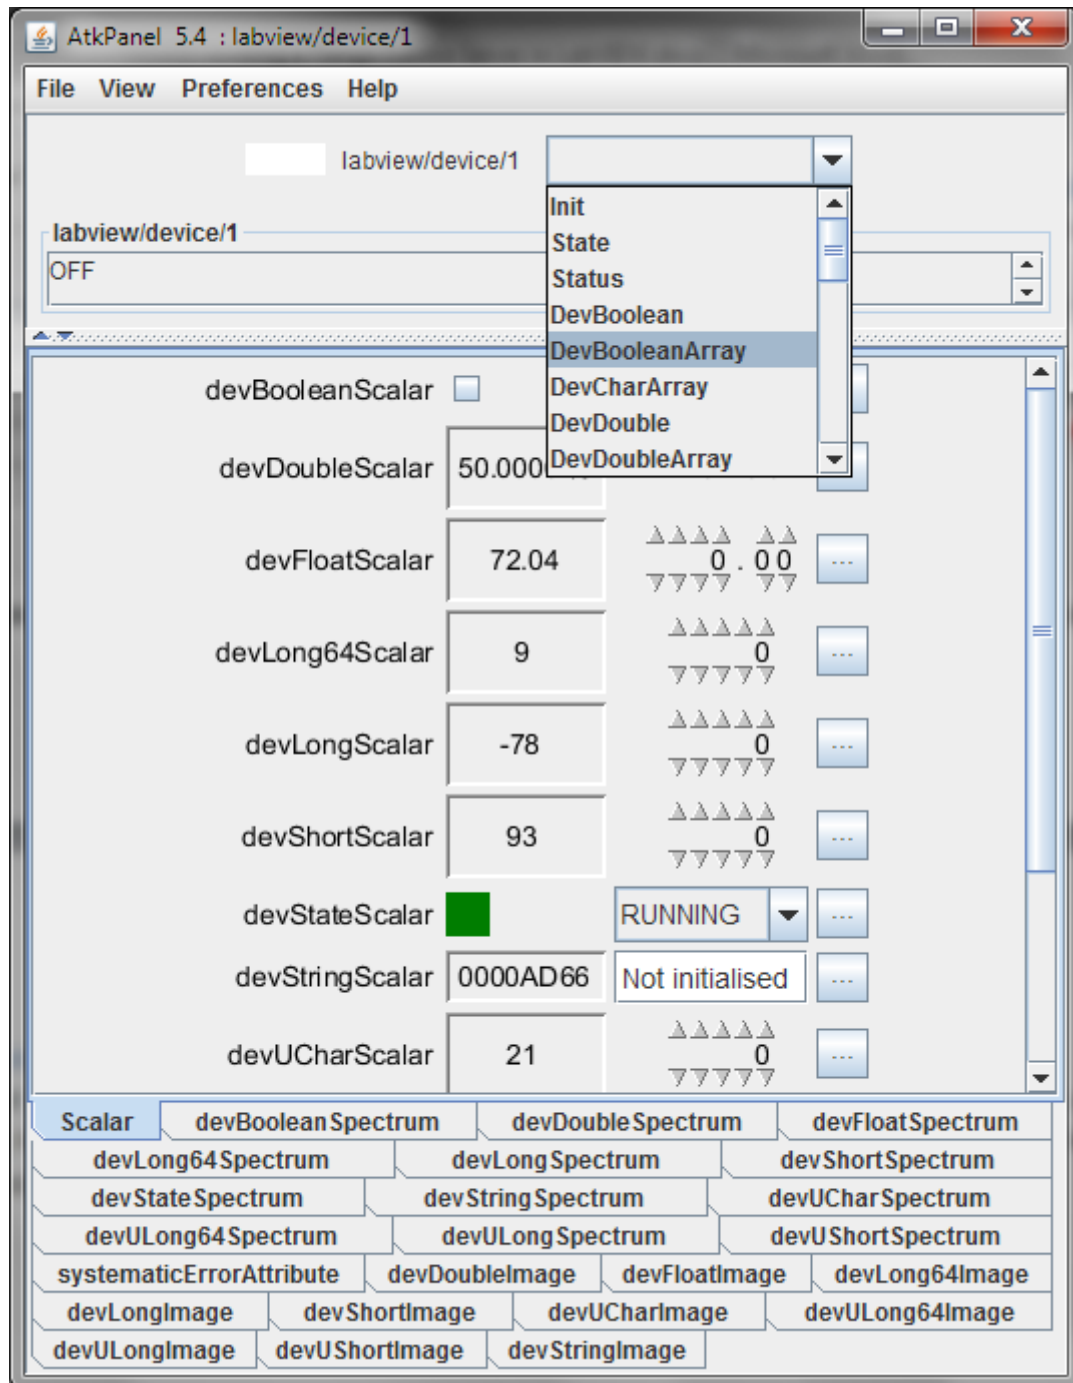 AtkPanel 5.4 : labview/device/1
File View Preferences Help
labview/device/1
Init
State
Status
DevBoolean
DevBooleanArray
DevCharArray
DevDouble
DevDoubleArray
labview/device/1
OFF
devBooleanScalar
devDoubleScalar 50.000
devFloatScalar 72.04 0.00 ...
devLong64Scalar 9 0 ...
devLongScalar -78 0 ...
devShortScalar 93 0 ...
devStateScalar RUNNING ...
devStringScalar 0000AD66 Not initialised ...
devUCharScalar 21 0 ...
Scalar devBooleanSpectrum devDoubleSpectrum devFloatSpectrum
devLong64Spectrum devLongSpectrum devShortSpectrum
devStateSpectrum devStringSpectrum devUCharSpectrum
devULong64Spectrum devULongSpectrum devUShortSpectrum
systematicErrorAttribute devDoubleImage devFloatImage devLong64Image
devLongImage devShortImage devUCharImage devULong64Image
devULongImage devUShortImage devStringImage